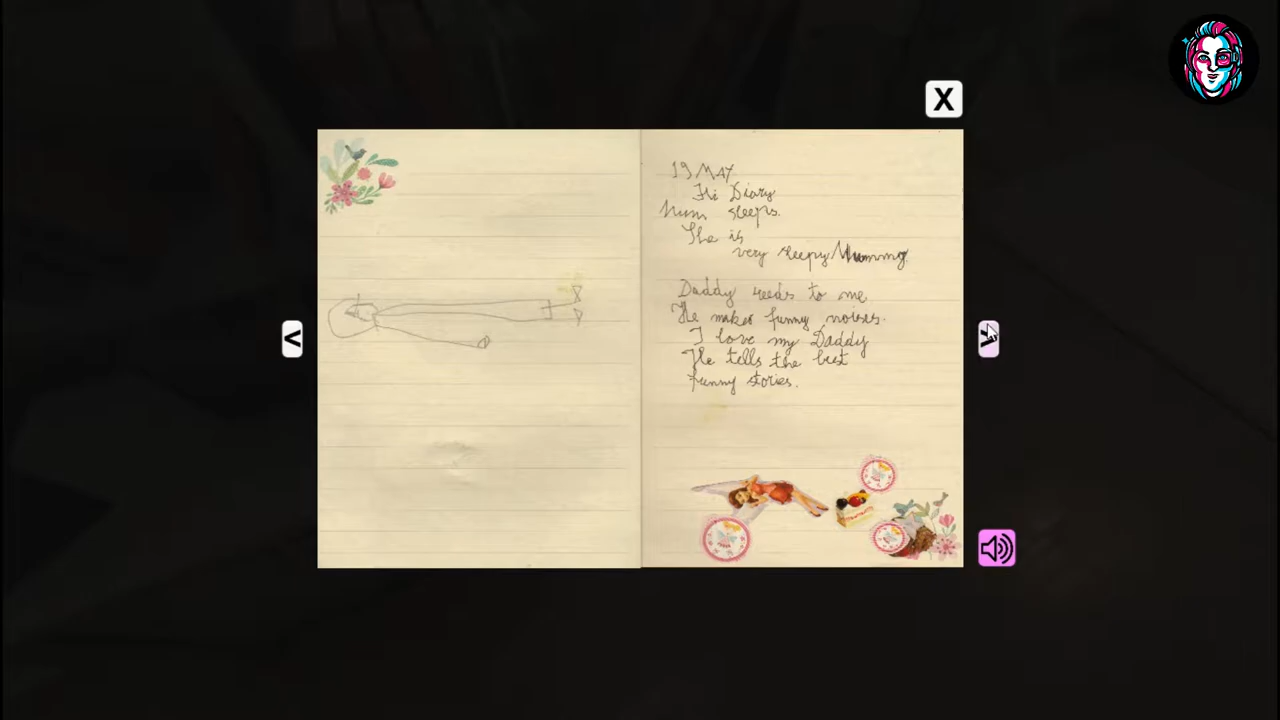 X
19 MAY
Hi Diary
Mum sleeps.
She is
very sleepy Mummy.
Daddy reeds to me
He makes funny noises.
I love my Daddy
He tells the best
funny stories.
<
>